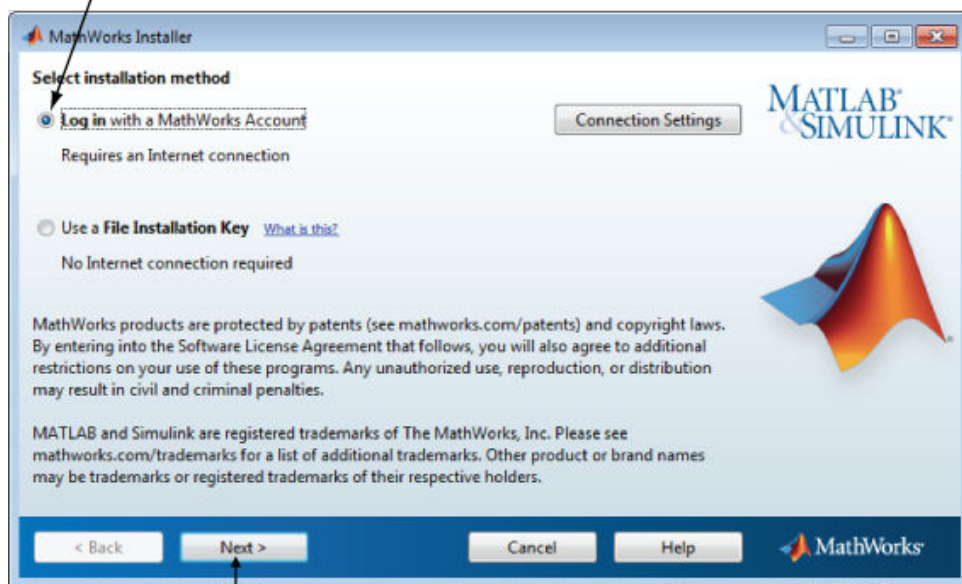 MathWorks Installer
Select installation method
Log in with a MathWorks Account
Connection Settings
Requires an Internet connection
MATLAB®
&SIMULINK®
Use a File Installation Key What is this?
No Internet connection required
MathWorks products are protected by patents (see mathworks.com/patents) and copyright laws.
By entering into the Software License Agreement that follows, you will also agree to additional
restrictions on your use of these programs. Any unauthorized use, reproduction, or distribution
may result in civil and criminal penalties.
MATLAB and Simulink are registered trademarks of The MathWorks, Inc. Please see
mathworks.com/trademarks for a list of additional trademarks. Other product or brand names
may be trademarks or registered trademarks of their respective holders.
< Back
Next >
Cancel
Help
MathWorks®